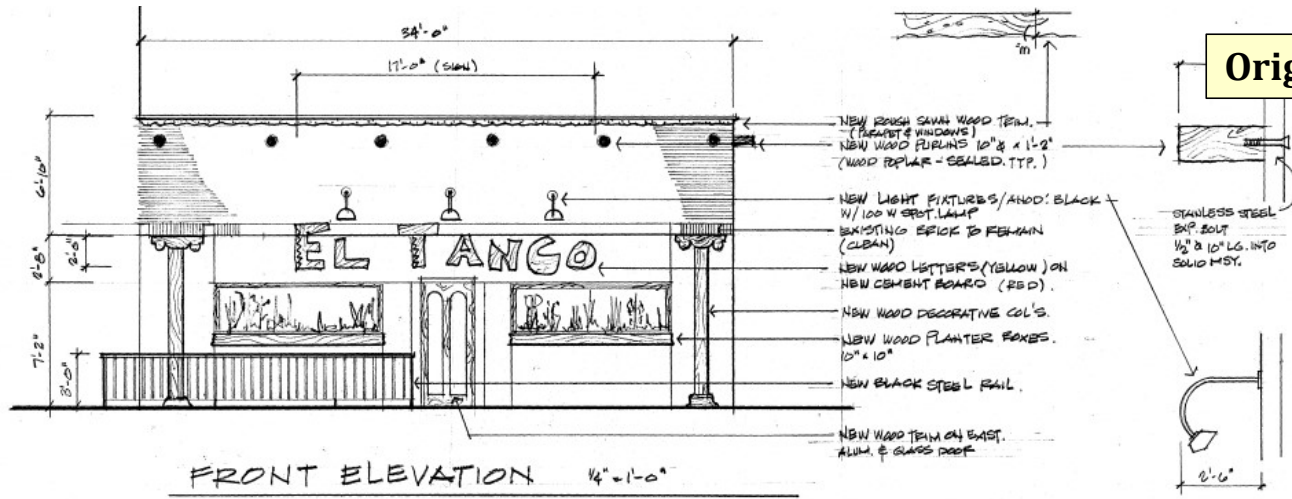 34'-0"
17'-0" (SIGN)
Orig
6'-10"
2'-8"
2'-0"
7'-2"
3'-0"
EL TANGO
NEW ROUGH SAWN WOOD TRIM.
(PARAPET & WINDOWS)
NEW WOOD PURLINS 10" ⌀ x 1'-2"
(WOOD POPLAR - SEALED. TYP.)
NEW LIGHT FIXTURES/ANOD. BLACK
W/100 W SPOT. LAMP
EXISTING BRICK TO REMAIN
(CLEAN)
NEW WOOD LETTERS (YELLOW) ON
NEW CEMENT BOARD (RED).
NEW WOOD DECORATIVE COL'S.
NEW WOOD PLANTER BOXES.
10" x 10"
NEW BLACK STEEL RAIL.
NEW WOOD TRIM ON EXIST.
ALUM. & GLASS DOOR
STAINLESS STEEL
EXP. BOLT
1/2" ⌀ 10" LG. INTO
SOLID MSY.
2'-6"
FRONT ELEVATION 1/4" = 1'-0"